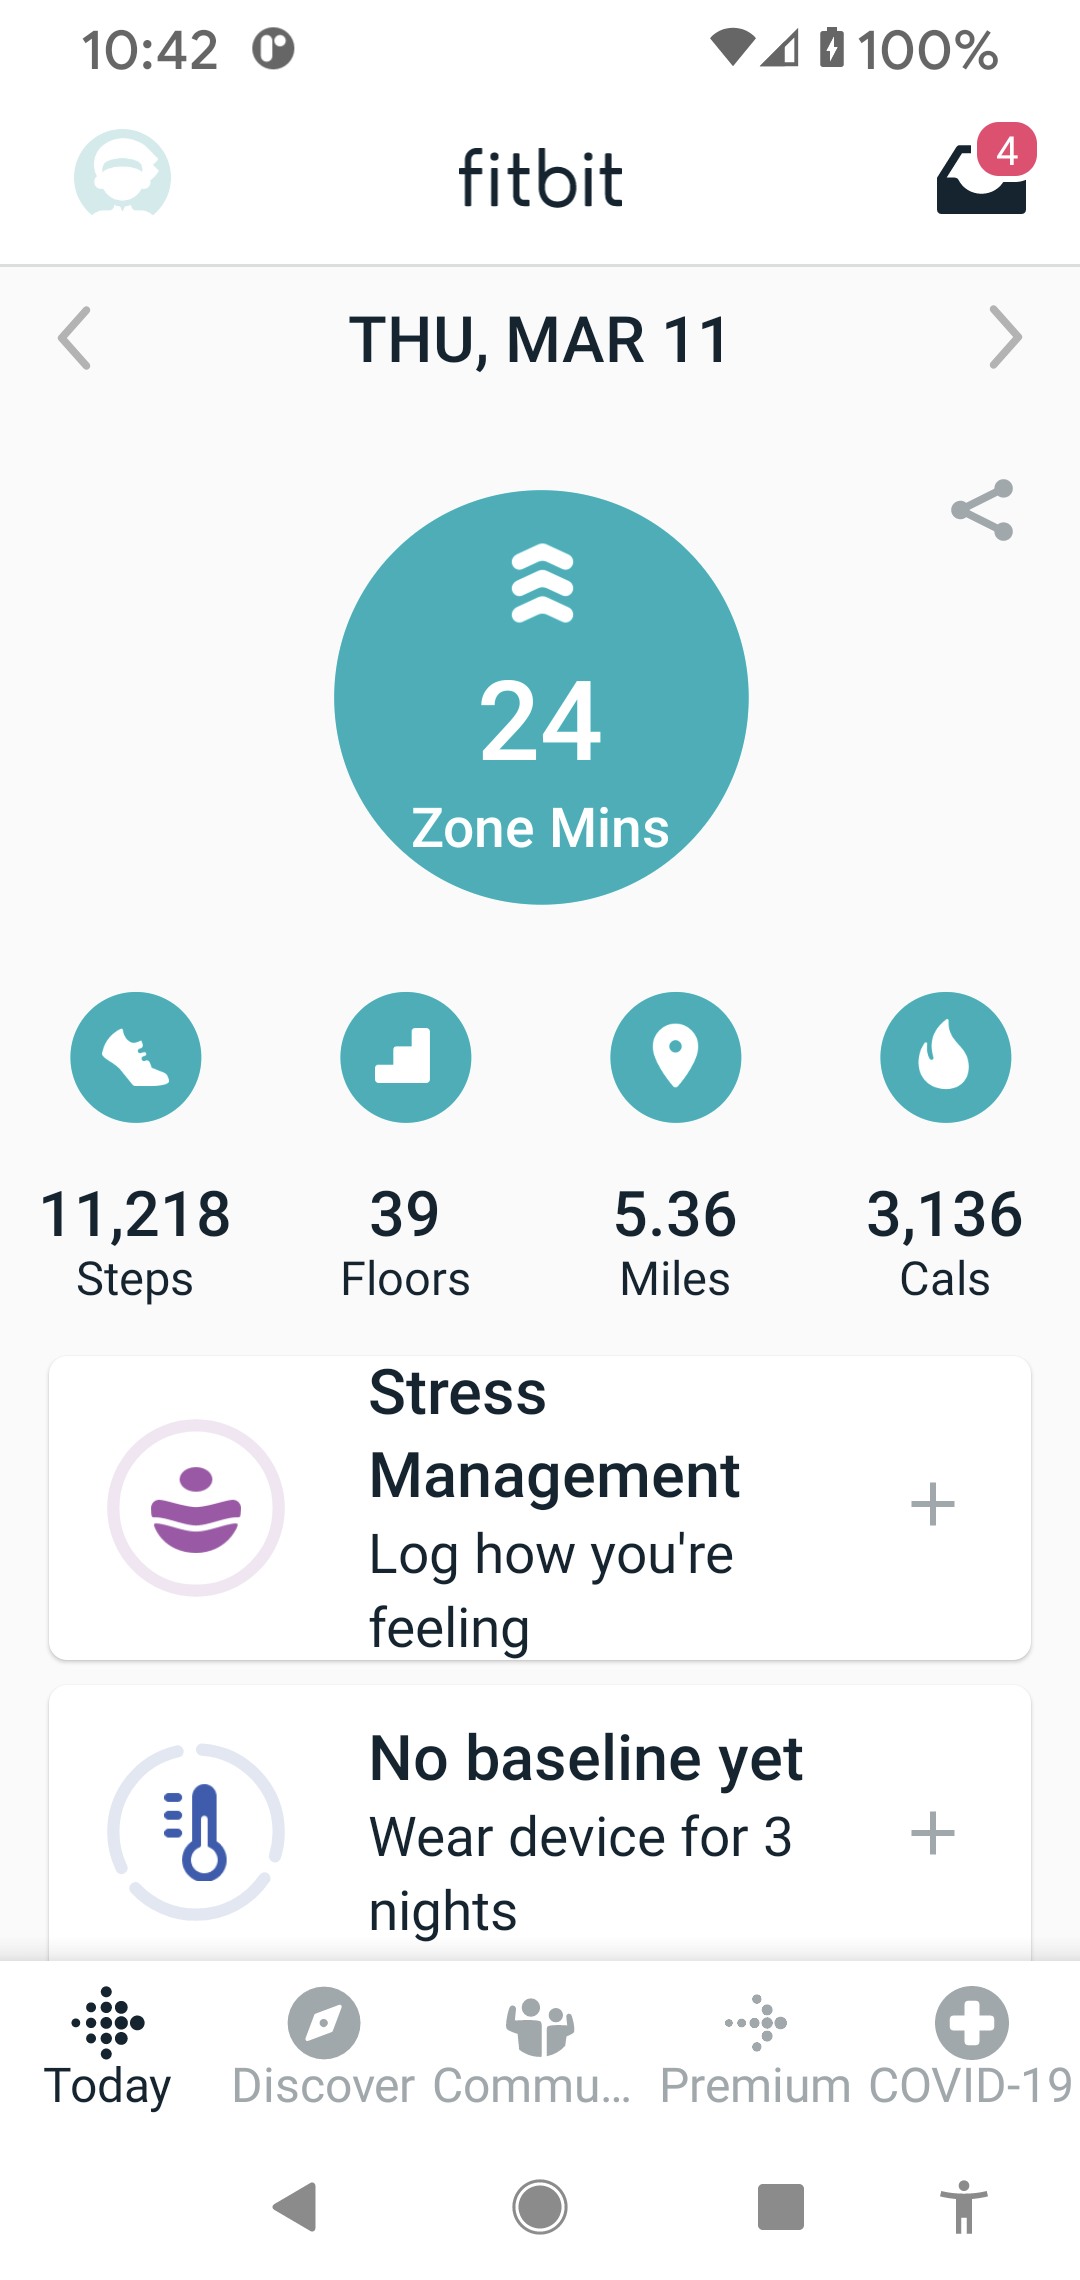 10:42 100%
fitbit 4
THU, MAR 11
24
Zone Mins
11,218 39 5.36 3,136
Steps Floors Miles Cals
Stress
Management
Log how you're
feeling
No baseline yet
Wear device for 3
nights
Today Discover Commu... Premium COVID-19